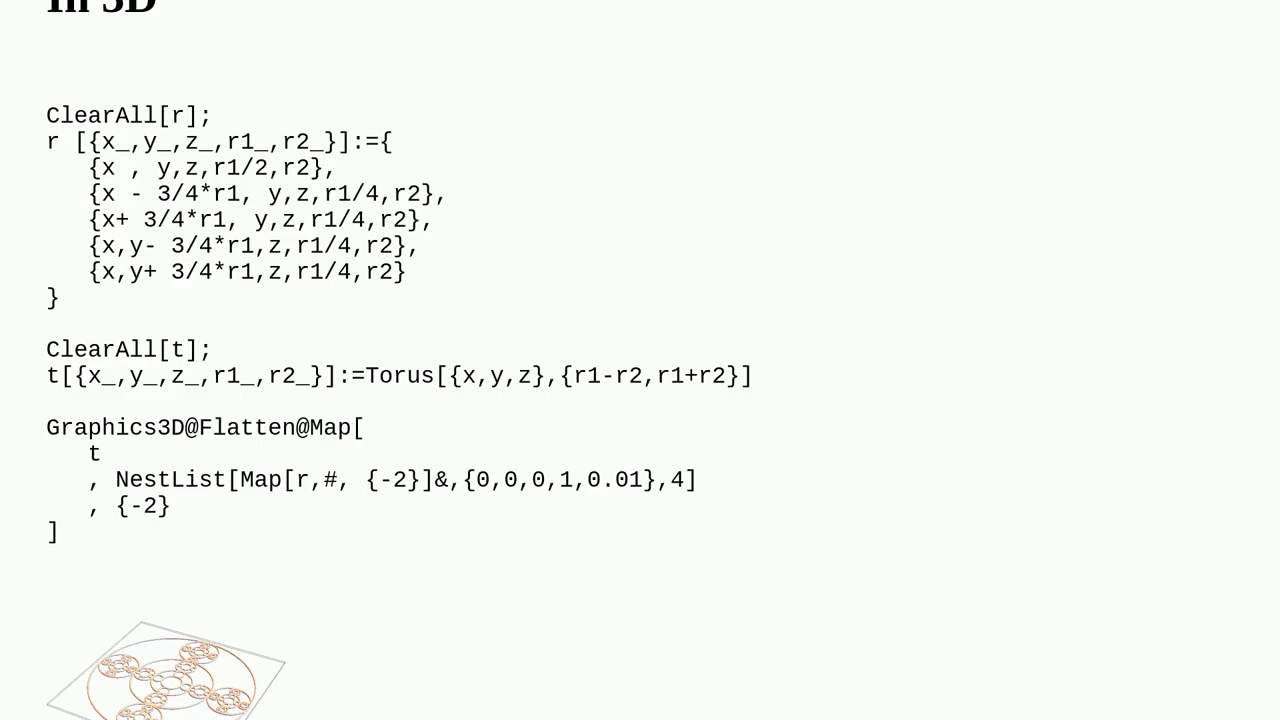 In 3D
ClearAll[r];
r [{x_,y_,z_,r1_,r2_}]:={
   {x , y,z,r1/2,r2},
   {x - 3/4*r1, y,z,r1/4,r2},
   {x+ 3/4*r1, y,z,r1/4,r2},
   {x,y- 3/4*r1,z,r1/4,r2},
   {x,y+ 3/4*r1,z,r1/4,r2}
}
ClearAll[t];
t[{x_,y_,z_,r1_,r2_}]:=Torus[{x,y,z},{r1-r2,r1+r2}]
Graphics3D@Flatten@Map[
   t
   , NestList[Map[r,#, {-2}]&,{0,0,0,1,0.01},4]
   , {-2}
]